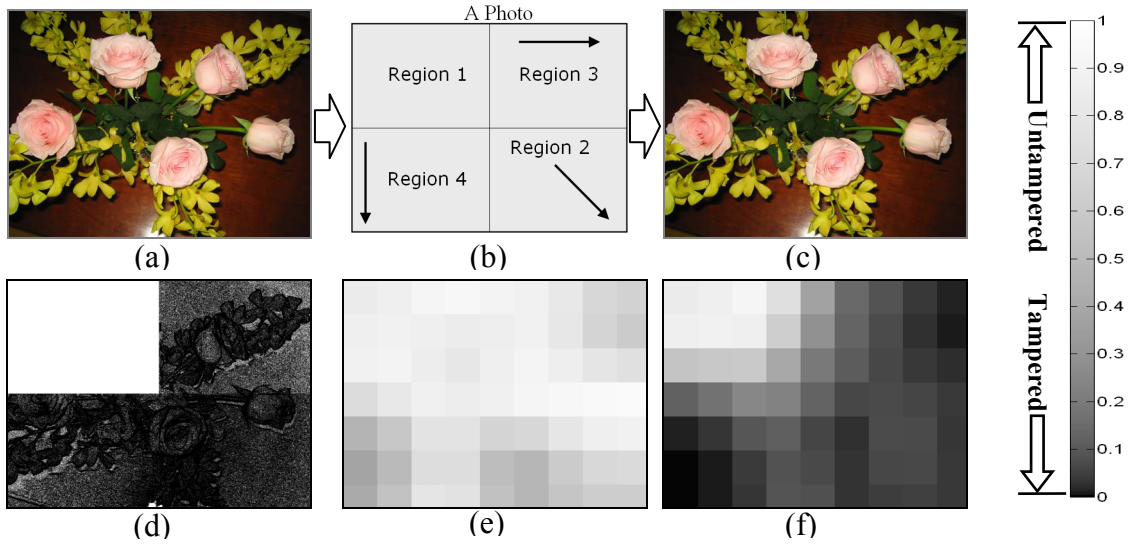 A Photo
Region 1
Region 3
Region 2
Region 4
(a)
(b)
(c)
(d)
(e)
(f)
Untampered
Tampered
1
0.9
0.8
0.7
0.6
0.5
0.4
0.3
0.2
0.1
0